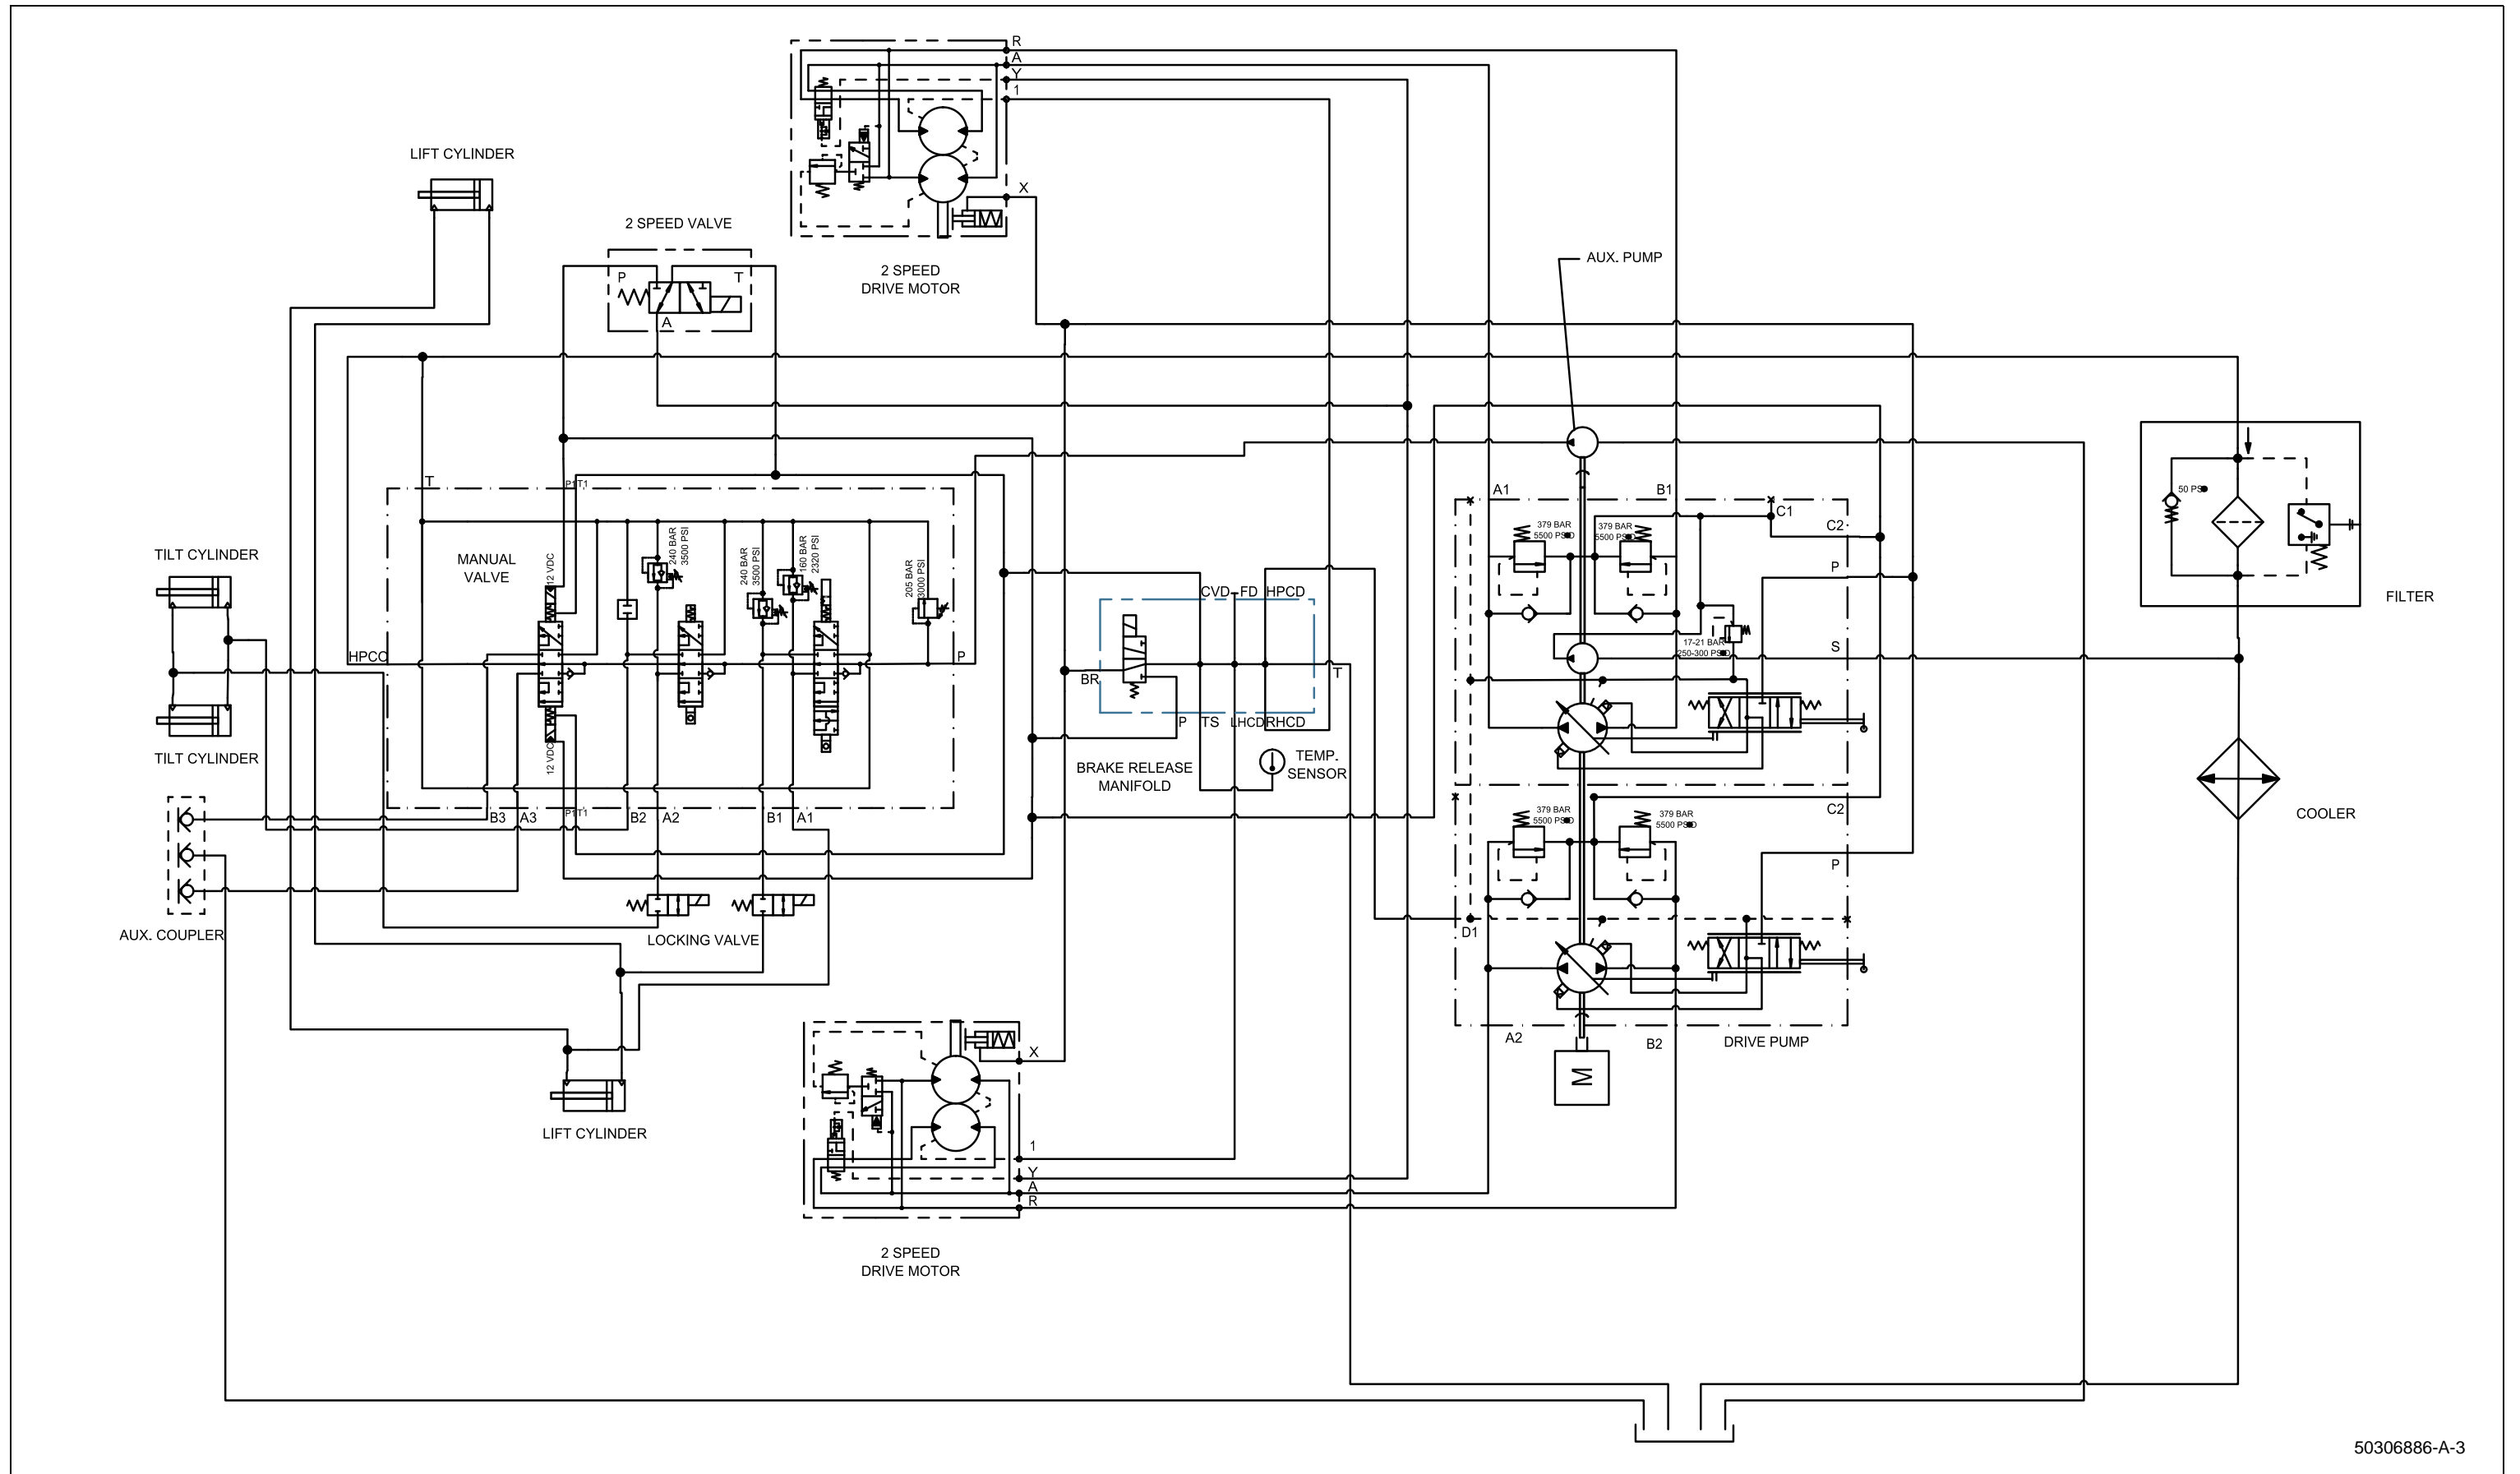 R
A
Y
1
X
LIFT CYLINDER
2 SPEED VALVE
P
T
A
2 SPEED
DRIVE MOTOR
AUX. PUMP
T
P1T1
MANUAL
VALVE
12 VDC
240 BAR
3500 PSI
240 BAR
3500 PSI
160 BAR
2320 PSI
205 BAR
3000 PSI
HPCO
P
12 VDC
TILT CYLINDER
TILT CYLINDER
B3
A3
P1T1
B2
A2
B1
A1
AUX. COUPLER
LOCKING VALVE
CVD
FD
HPCD
BR
T
P
TS
LHCD
RHCD
BRAKE RELEASE
MANIFOLD
TEMP.
SENSOR
A1
B1
C1
C2
379 BAR
5500 PSID
379 BAR
5500 PSID
P
S
17-21 BAR
250-300 PSID
C2
379 BAR
5500 PSID
379 BAR
5500 PSID
P
D1
A2
B2
DRIVE PUMP
M
50 PSI
FILTER
COOLER
LIFT CYLINDER
X
1
Y
A
R
2 SPEED
DRIVE MOTOR
50306886-A-3